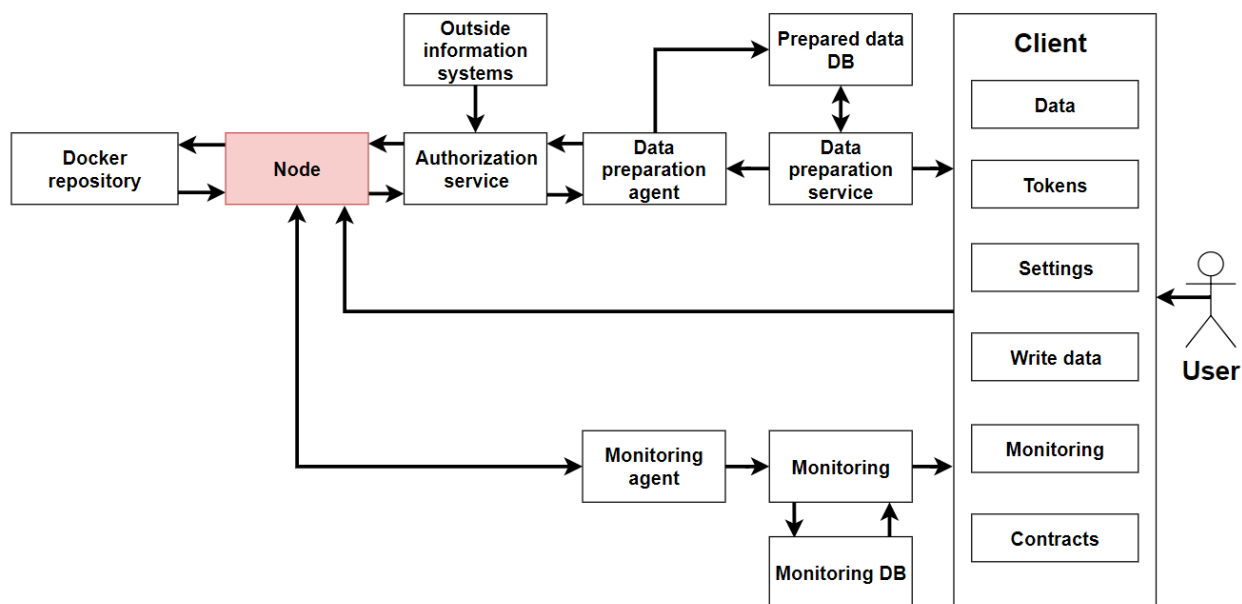 Outside
information
systems
Prepared data
DB
Client
Data
Docker
repository
Node
Authorization
service
Data
preparation
agent
Data
preparation
service
Tokens
Settings
Write data
User
Monitoring
agent
Monitoring
Monitoring
Contracts
Monitoring DB